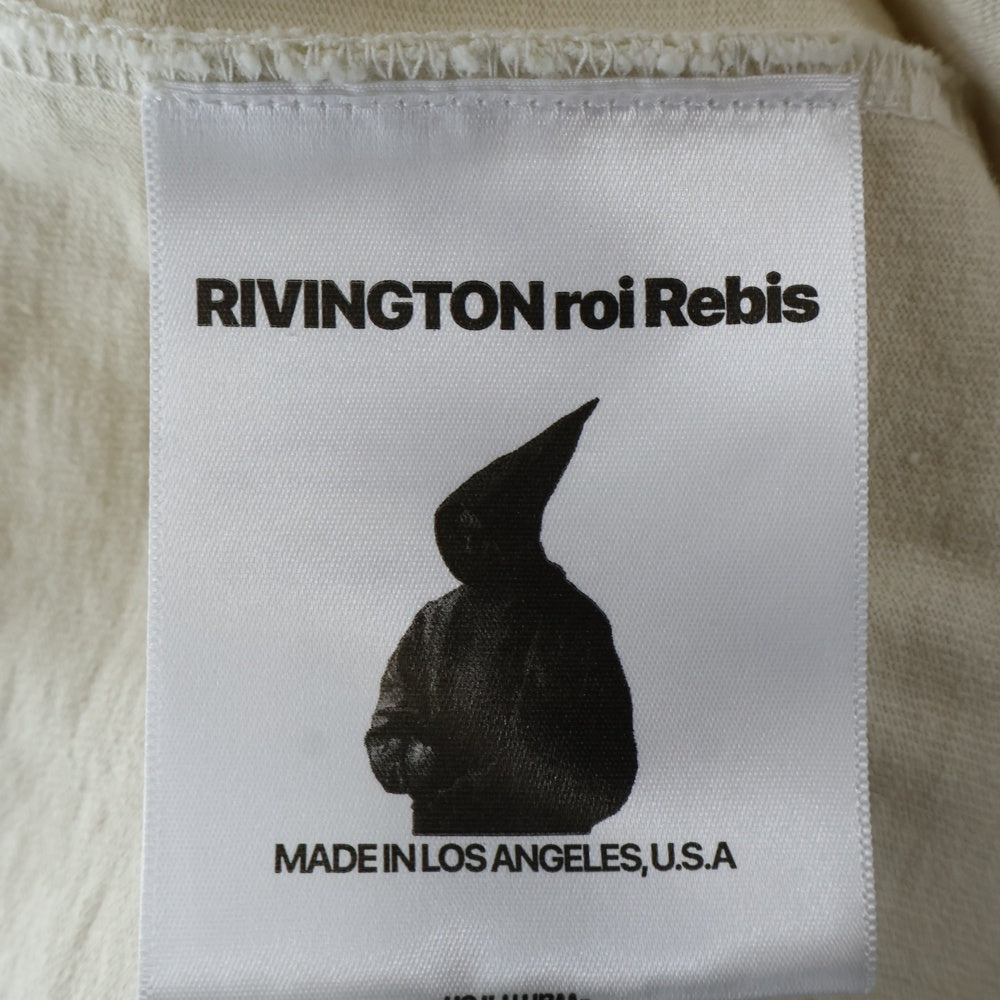 RIVINGTON roi Rebis
MADE IN LOS ANGELES, U.S.A